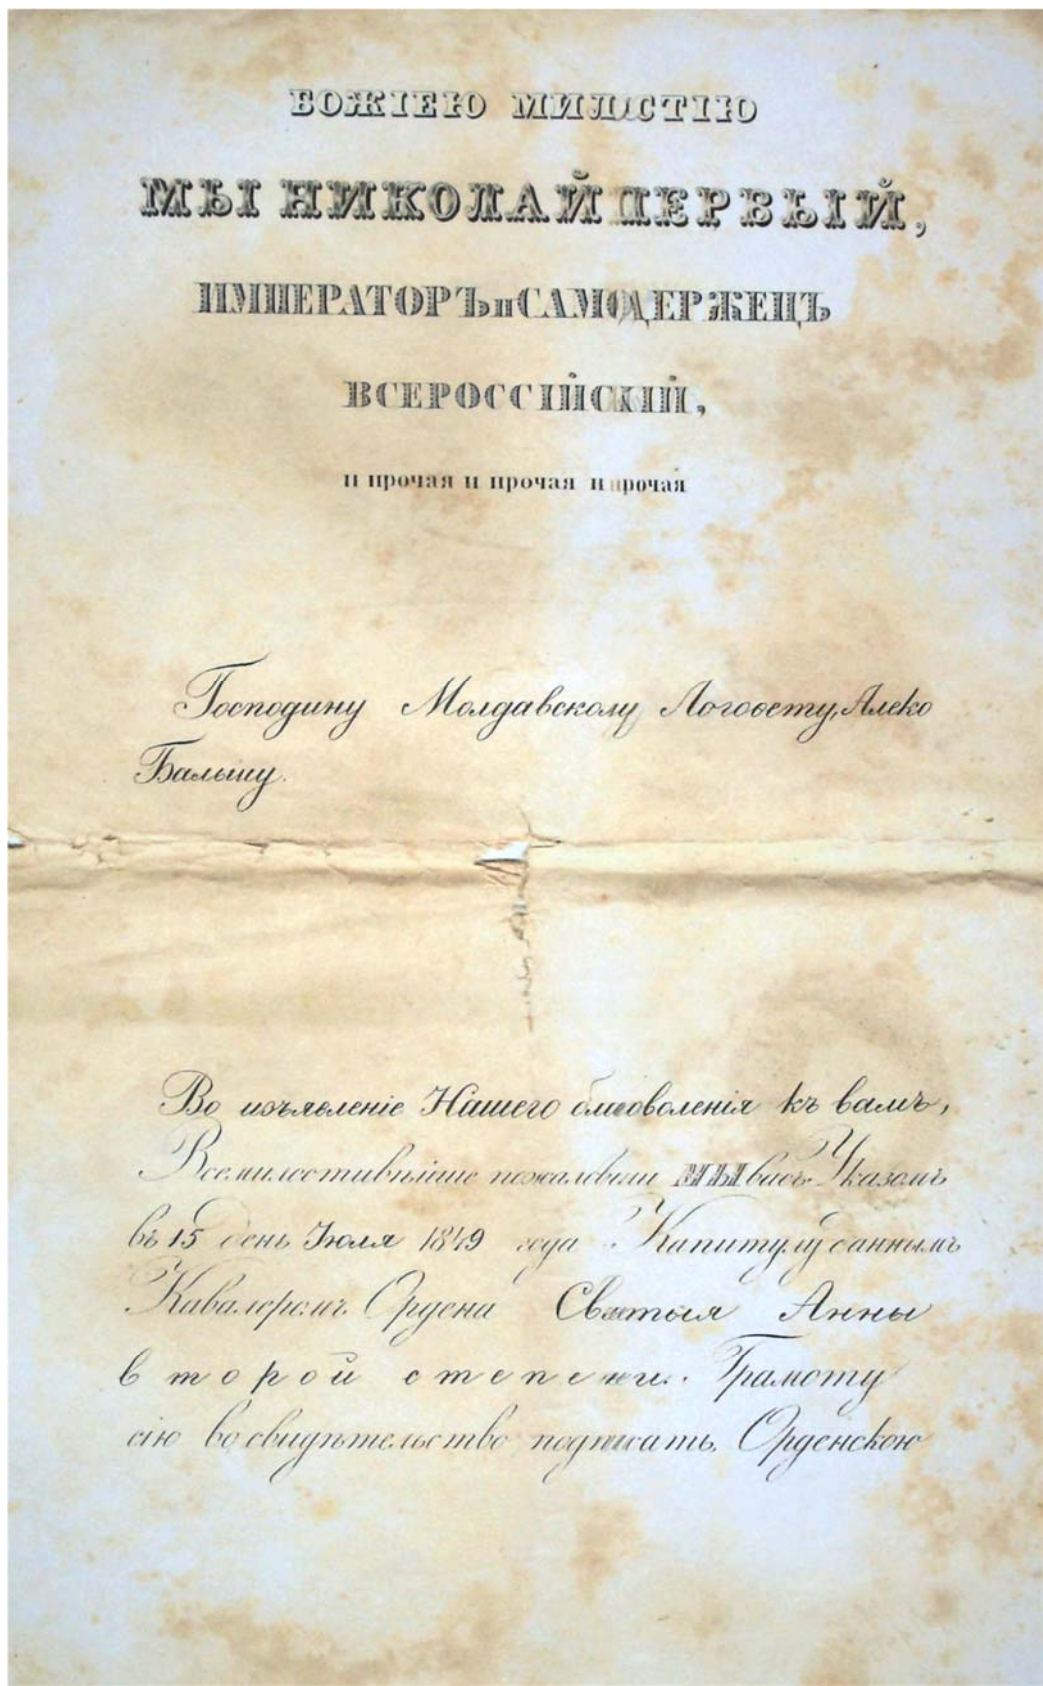 БОЖІЕЮ МИЛОСТІЮ
МЫ НИКОЛАЙ ПЕРВЫЙ,
ИМПЕРАТОРЪ и САМОДЕРЖЕЦЪ
ВСЕРОССІЙСКІЙ,
и прочая и прочая и прочая
Господину Молдавскому Логоѳету, Алеко
Балышу.
Во изъявленіе Нашего благоволенія къ вамъ,
Всемилостивѣйше пожаловали МЫ васъ Указомъ
въ 15 день Іюля 1849 года Капитулу даннымъ
Кавалеромъ Ордена Святыя Анны
второй степени. Грамоту
сію во свидѣтельство подписать, Орденскою